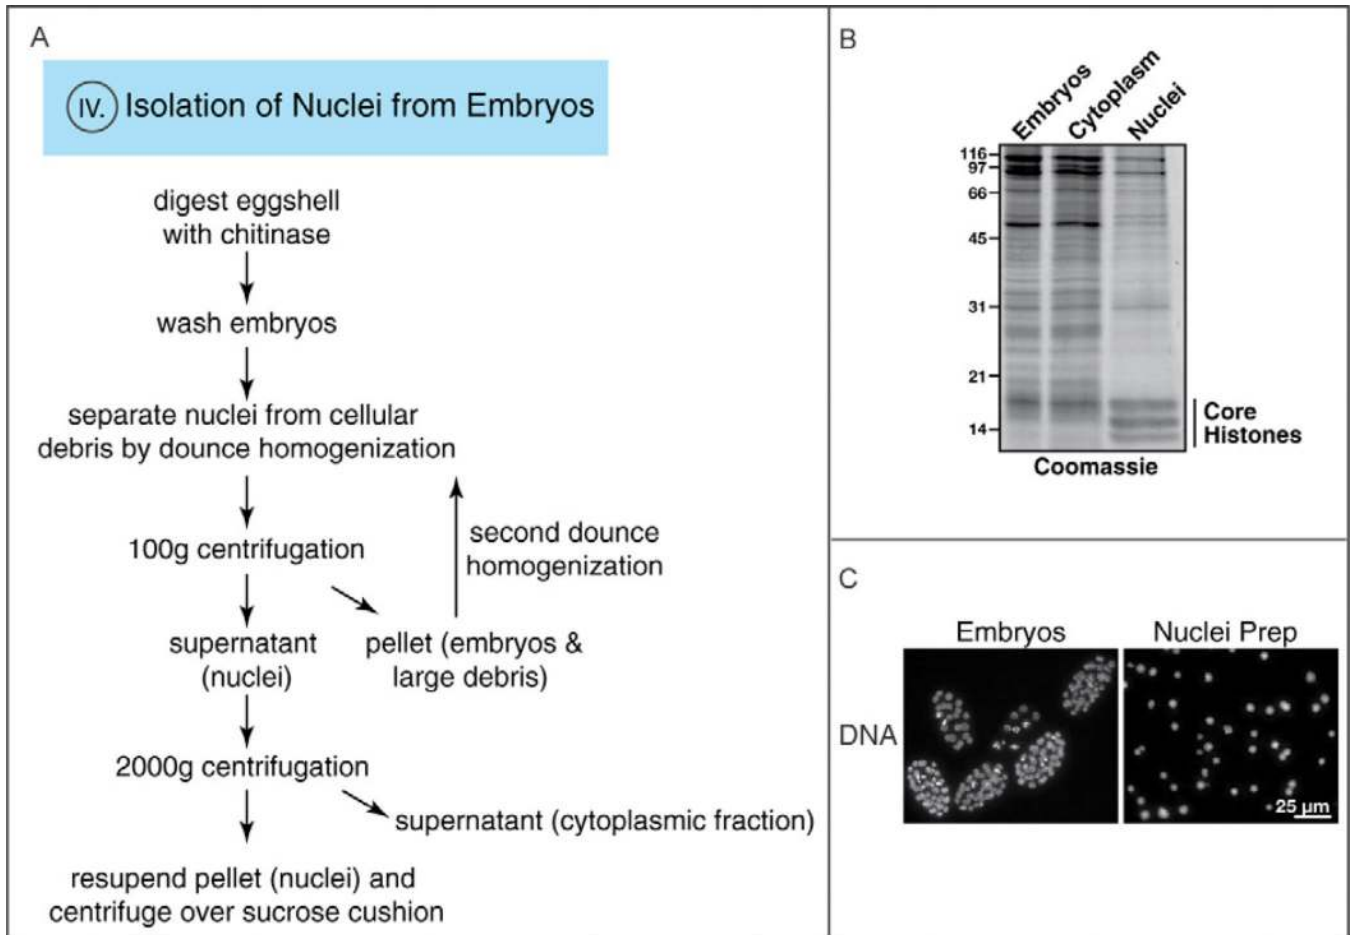 A
IV. Isolation of Nuclei from Embryos
digest eggshell
with chitinase
wash embryos
separate nuclei from cellular
debris by dounce homogenization
100g centrifugation
second dounce
homogenization
supernatant
(nuclei)
pellet (embryos &
large debris)
2000g centrifugation
supernatant (cytoplasmic fraction)
resupend pellet (nuclei) and
centrifuge over sucrose cushion
B
Embryos
Cytoplasm
Nuclei
116
97
66
45
31
21
14
Core
Histones
Coomassie
C
Embryos
Nuclei Prep
DNA
25 µm